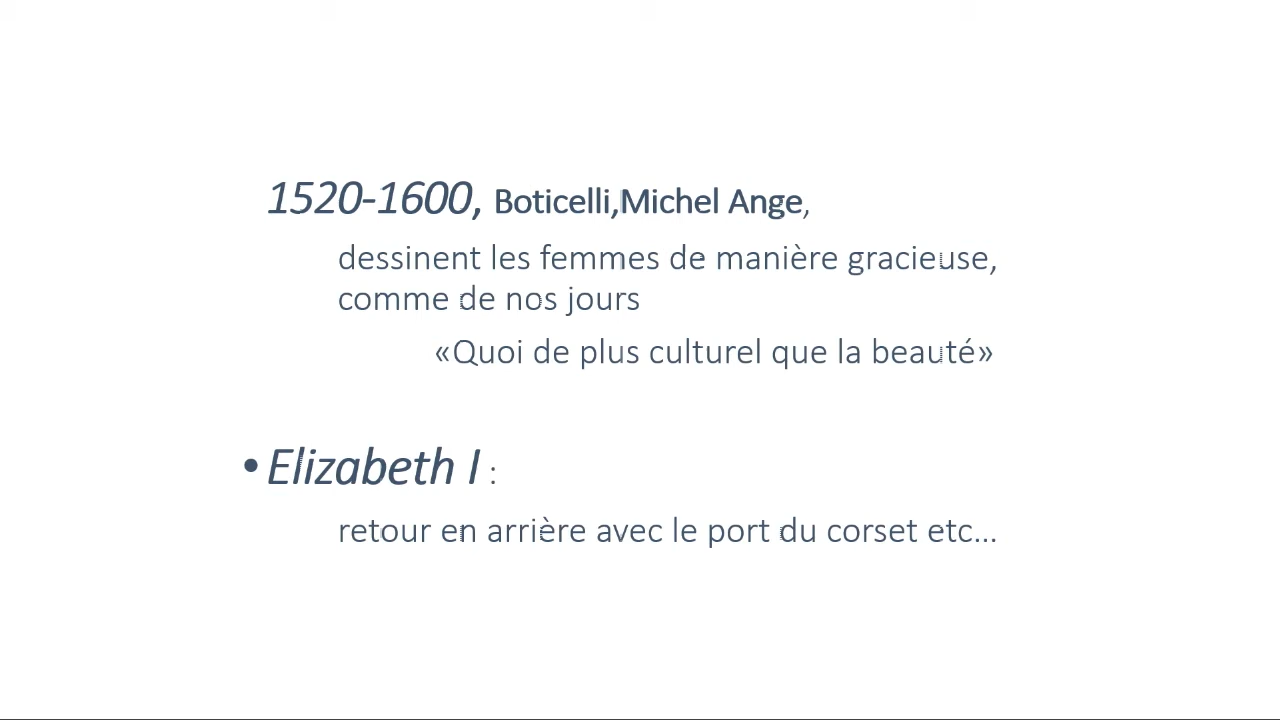 1520-1600, Boticelli,Michel Ange,
dessinent les femmes de manière gracieuse,
comme de nos jours
«Quoi de plus culturel que la beauté»
• Elizabeth I :
retour en arrière avec le port du corset etc…